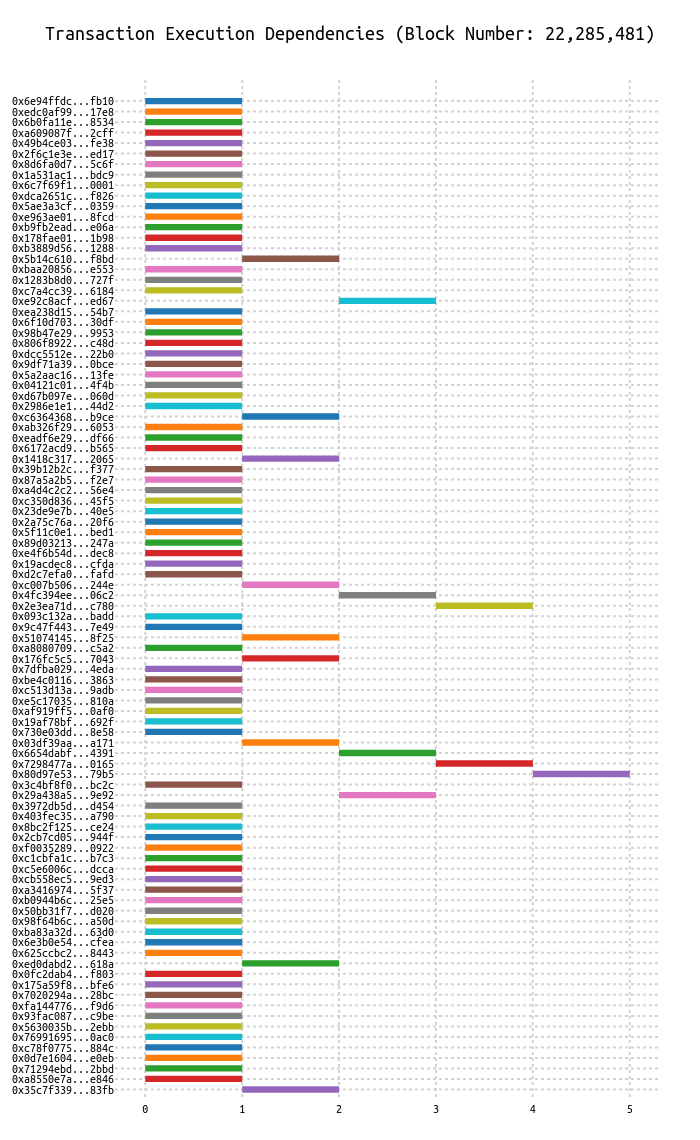 Transaction Execution Dependencies (Block Number: 22,285,481)
0x6e94ffdc...fb10
0xedc0af99...17e8
0x6b0fa11e...8534
0xa609087f...2cff
0x49b4ce03...fe38
0x2f6c1e3e...ed17
0x8d6fa0d7...5c6f
0x1a531ac1...bdc9
0x6c7f69f1...0001
0xdca2651c...f826
0x5ae3a3cf...0359
0xe963ae01...8fcd
0xb9fb2ead...e06a
0x178fae01...1b98
0xb3889d56...1288
0x5b14c610...f8bd
0xbaa20856...e553
0x1283b8d0...727f
0xc7a4cc39...6184
0xe92c8acf...ed67
0xea238d15...54b7
0x6f10d703...30df
0x98b47e29...9953
0x806f8922...c48d
0xdcc5512e...22b0
0x9df71a39...0bce
0x5a2aac16...13fe
0x04121c01...4f4b
0xd67b097e...060d
0x2986e1e1...44d2
0xc6364368...b9ce
0xab326f29...6053
0xeadf6e29...df66
0x6172acd9...b565
0x1418c317...2065
0x39b12b2c...f377
0x87a5a2b5...f2e7
0xa4d4c2c2...56e4
0xc350d836...45f5
0x23de9e7b...40e5
0x2a75c76a...20f6
0x5f11c0e1...bed1
0x89d03213...247a
0xe4f6b54d...dec8
0x19acdec8...cfda
0xd2c7efa0...fafd
0xc007b506...244e
0x4fc394ee...06c2
0x2e3ea71d...c780
0x093c132a...badd
0x9c47f443...7e49
0x51074145...8f25
0xa8080709...c5a2
0x176fc5c5...7043
0x7dfba029...4eda
0xbe4c0116...3863
0xc513d13a...9adb
0xe5c17035...810a
0xaf919ff5...0af0
0x19af78bf...692f
0x730e03dd...8e58
0x03df39aa...a171
0x6654dabf...4391
0x7298477a...0165
0x80d97e53...79b5
0x3c4bf8f0...bc2c
0x29a438a5...9e92
0x3972db5d...d454
0x403fec35...a790
0x8bc2f125...ce24
0x2cb7cd05...944f
0xf0035289...0922
0xc1cbfa1c...b7c3
0xc5e6006c...dcca
0xcb558ec5...9ed3
0xa3416974...5f37
0xb0944b6c...25e5
0x50bb31f7...d020
0x98f64b6c...a50d
0xba83a32d...63d0
0x6e3b0e54...cfea
0x625ccbc2...8443
0xed0dabd2...618a
0x0fc2dab4...f803
0x175a59f8...bfe6
0x7020294a...28bc
0xfa144776...f9d6
0x93fac087...c9be
0x5630035b...2ebb
0x76991695...0ac0
0xc78f0775...884c
0x0d7e1604...e0eb
0x71294ebd...2bbd
0xa8550e7a...e846
0x35c7f339...83fb
0 1 2 3 4 5